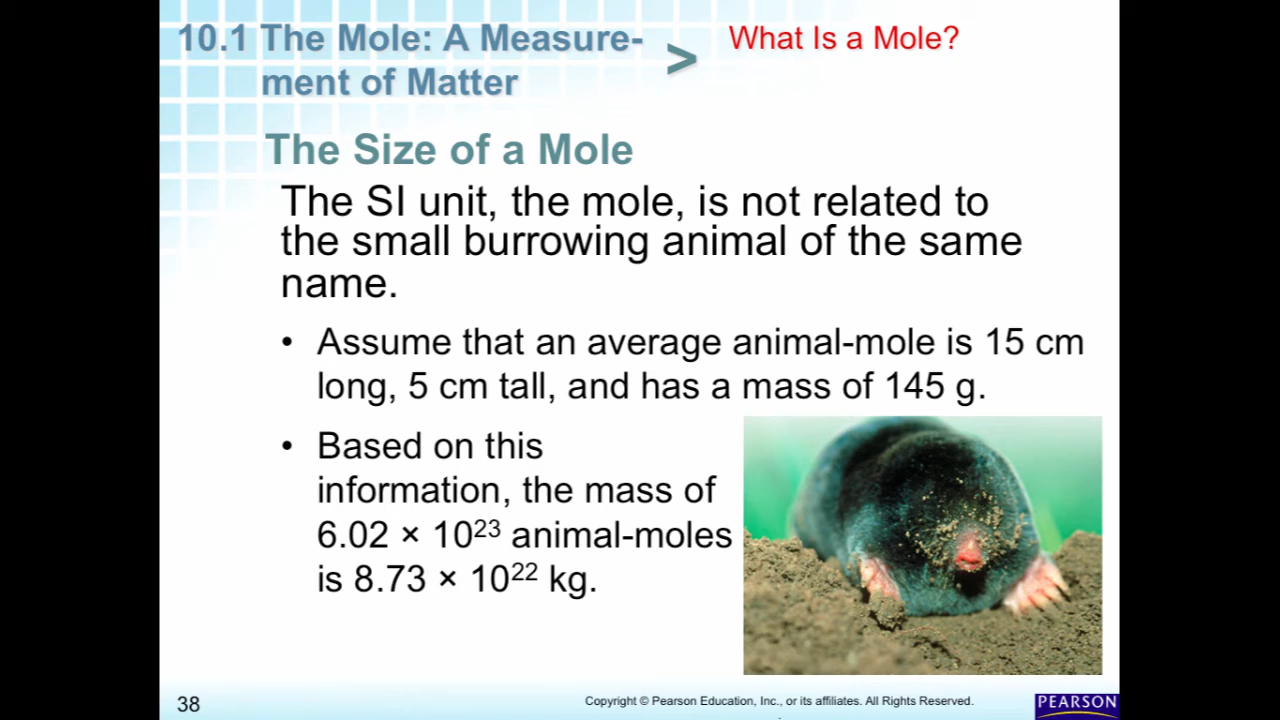 10.1 The Mole: A Measure-
ment of Matter
>
What Is a Mole?
The Size of a Mole
The SI unit, the mole, is not related to
the small burrowing animal of the same
name.
• Assume that an average animal-mole is 15 cm
long, 5 cm tall, and has a mass of 145 g.
• Based on this
information, the mass of
6.02 × 10²³ animal-moles
is 8.73 × 10²² kg.
38
Copyright © Pearson Education, Inc., or its affiliates. All Rights Reserved.
PEARSON